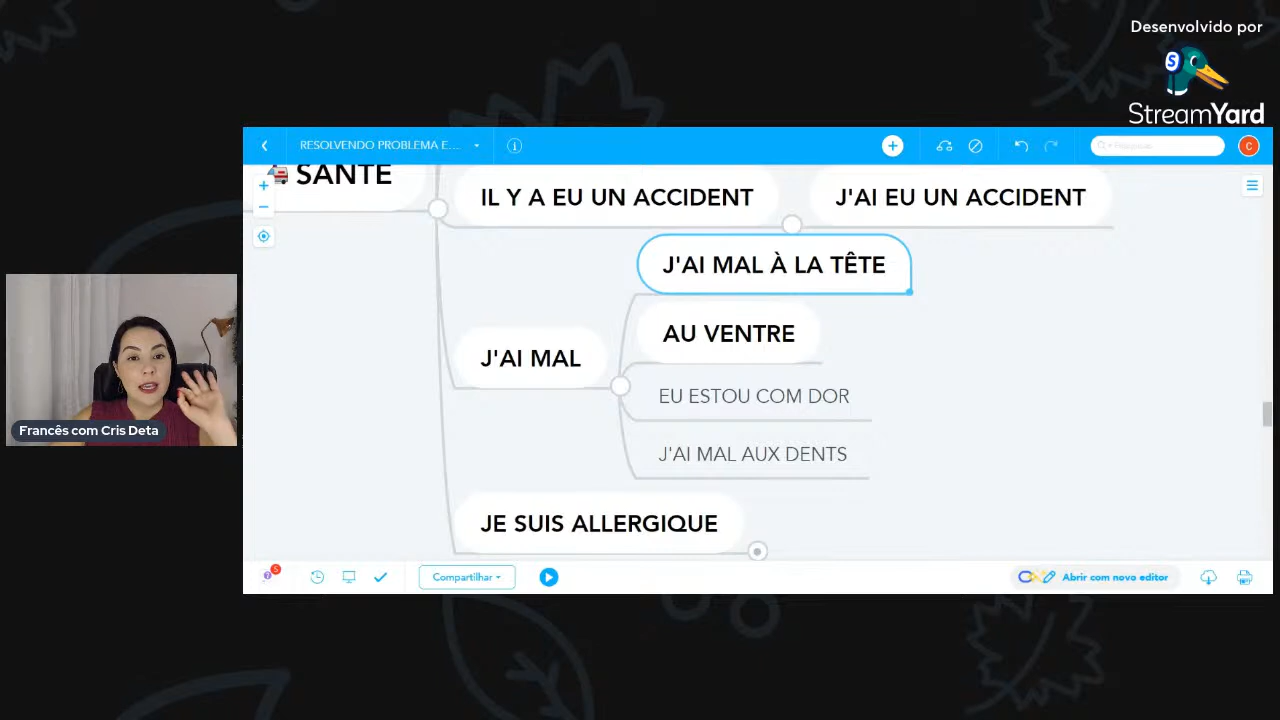 Desenvolvido por
StreamYard
RESOLVENDO PROBLEMA E...
C
SANTE
IL Y A EU UN ACCIDENT
J'AI EU UN ACCIDENT
J'AI MAL À LA TÊTE
AU VENTRE
J'AI MAL
EU ESTOU COM DOR
J'AI MAL AUX DENTS
JE SUIS ALLERGIQUE
Francês com Cris Deta
Compartilhar
Abrir com novo editor